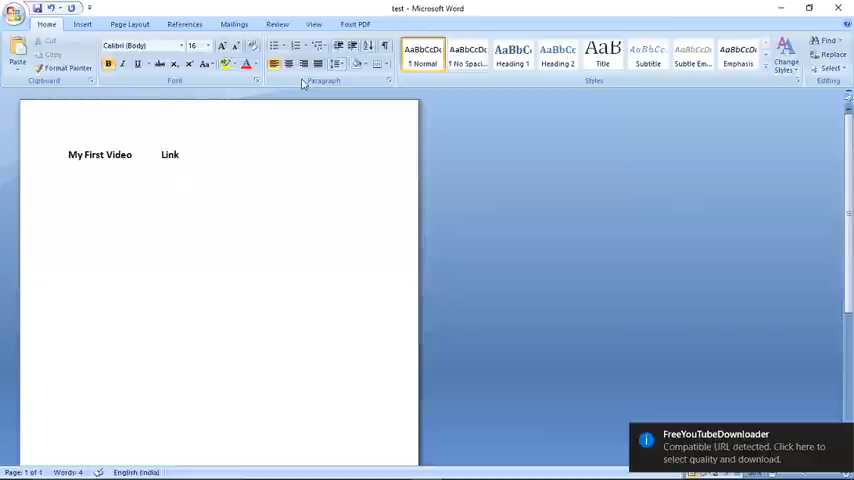 test - Microsoft Word
Home Insert Page Layout References Mailings Review View Foxit PDF
Paste
Cut
Copy
Format Painter
Clipboard
Calibri (Body) 16
Font
Paragraph
AaBbCcDc AaBbCcDc AaBbCc AaBbCc AaB AaBbCcDc AaBbCcDc AaBbCcDc
¶ Normal ¶ No Spaci... Heading 1 Heading 2 Title Subtitle Subtle Em... Emphasis
Styles
Change
Styles
Find
Replace
Select
Editing
My First Video Link
FreeYouTubeDownloader
Compatible URL detected. Click here to
select quality and download.
Page: 1 of 1 Words: 4 English (India)